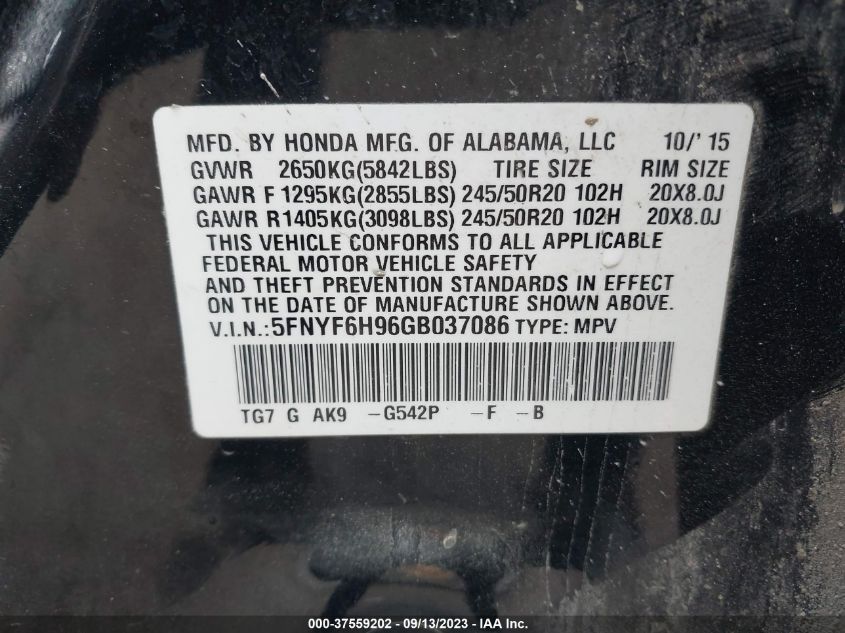 MFD. BY HONDA MFG. OF ALABAMA, LLC 10/' 15
GVWR 2650KG(5842LBS) TIRE SIZE RIM SIZE
GAWR F 1295KG(2855LBS) 245/50R20 102H 20X8.0J
GAWR R1405KG(3098LBS) 245/50R20 102H 20X8.0J
THIS VEHICLE CONFORMS TO ALL APPLICABLE
FEDERAL MOTOR VEHICLE SAFETY
AND THEFT PREVENTION STANDARDS IN EFFECT
ON THE DATE OF MANUFACTURE SHOWN ABOVE.
V.I.N.:5FNYF6H96GB037086 TYPE: MPV
TG7 G AK9 -G542P -F -B
000-37559202 - 09/13/2023 - © IAA Inc.